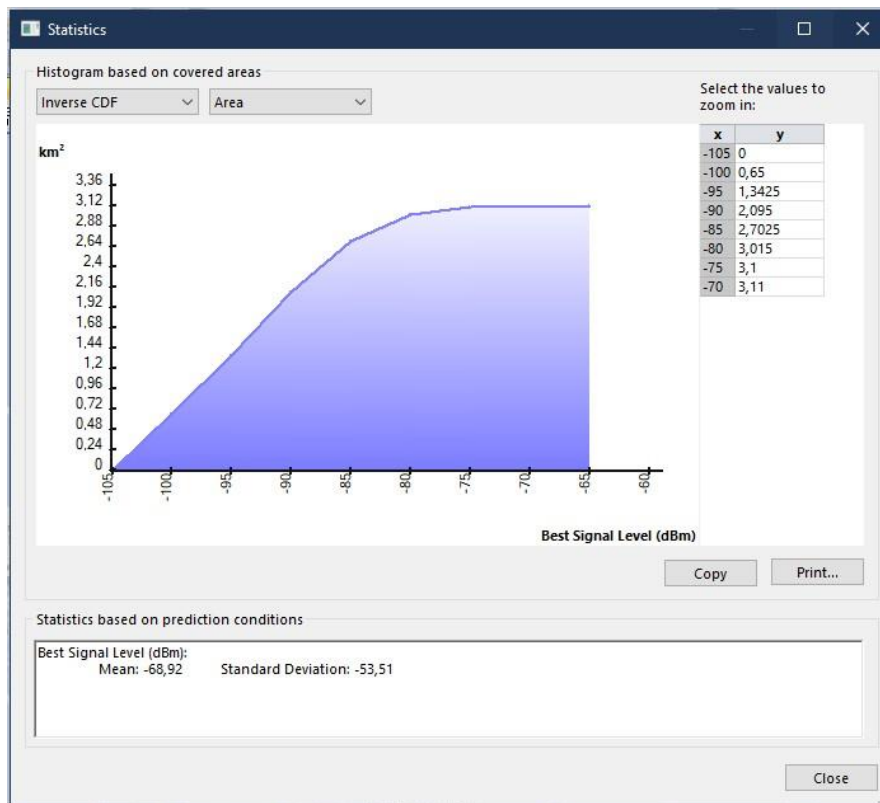 Statistics
Histogram based on covered areas
Inverse CDF
Area
Select the values to
zoom in:
x y
-105 0
-100 0,65
-95 1,3425
-90 2,095
-85 2,7025
-80 3,015
-75 3,1
-70 3,11
km²
3,36
3,12
2,88
2,64
2,4
2,16
1,92
1,68
1,44
1,2
0,96
0,72
0,48
0,24
0
-105 -100 -95 -90 -85 -80 -75 -70 -65 -60
Best Signal Level (dBm)
Copy
Print...
Statistics based on prediction conditions
Best Signal Level (dBm):
Mean: -68,92 Standard Deviation: -53,51
Close